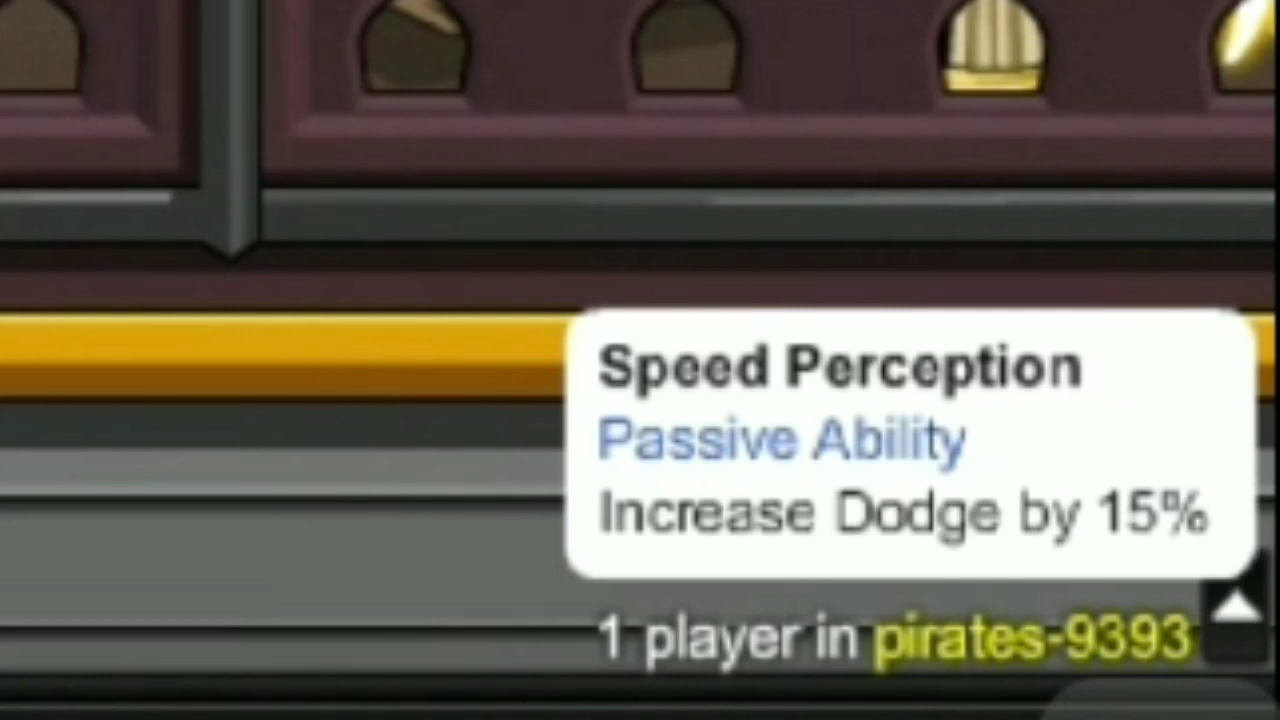 Speed Perception
Passive Ability
Increase Dodge by 15%
1 player in pirates-9393